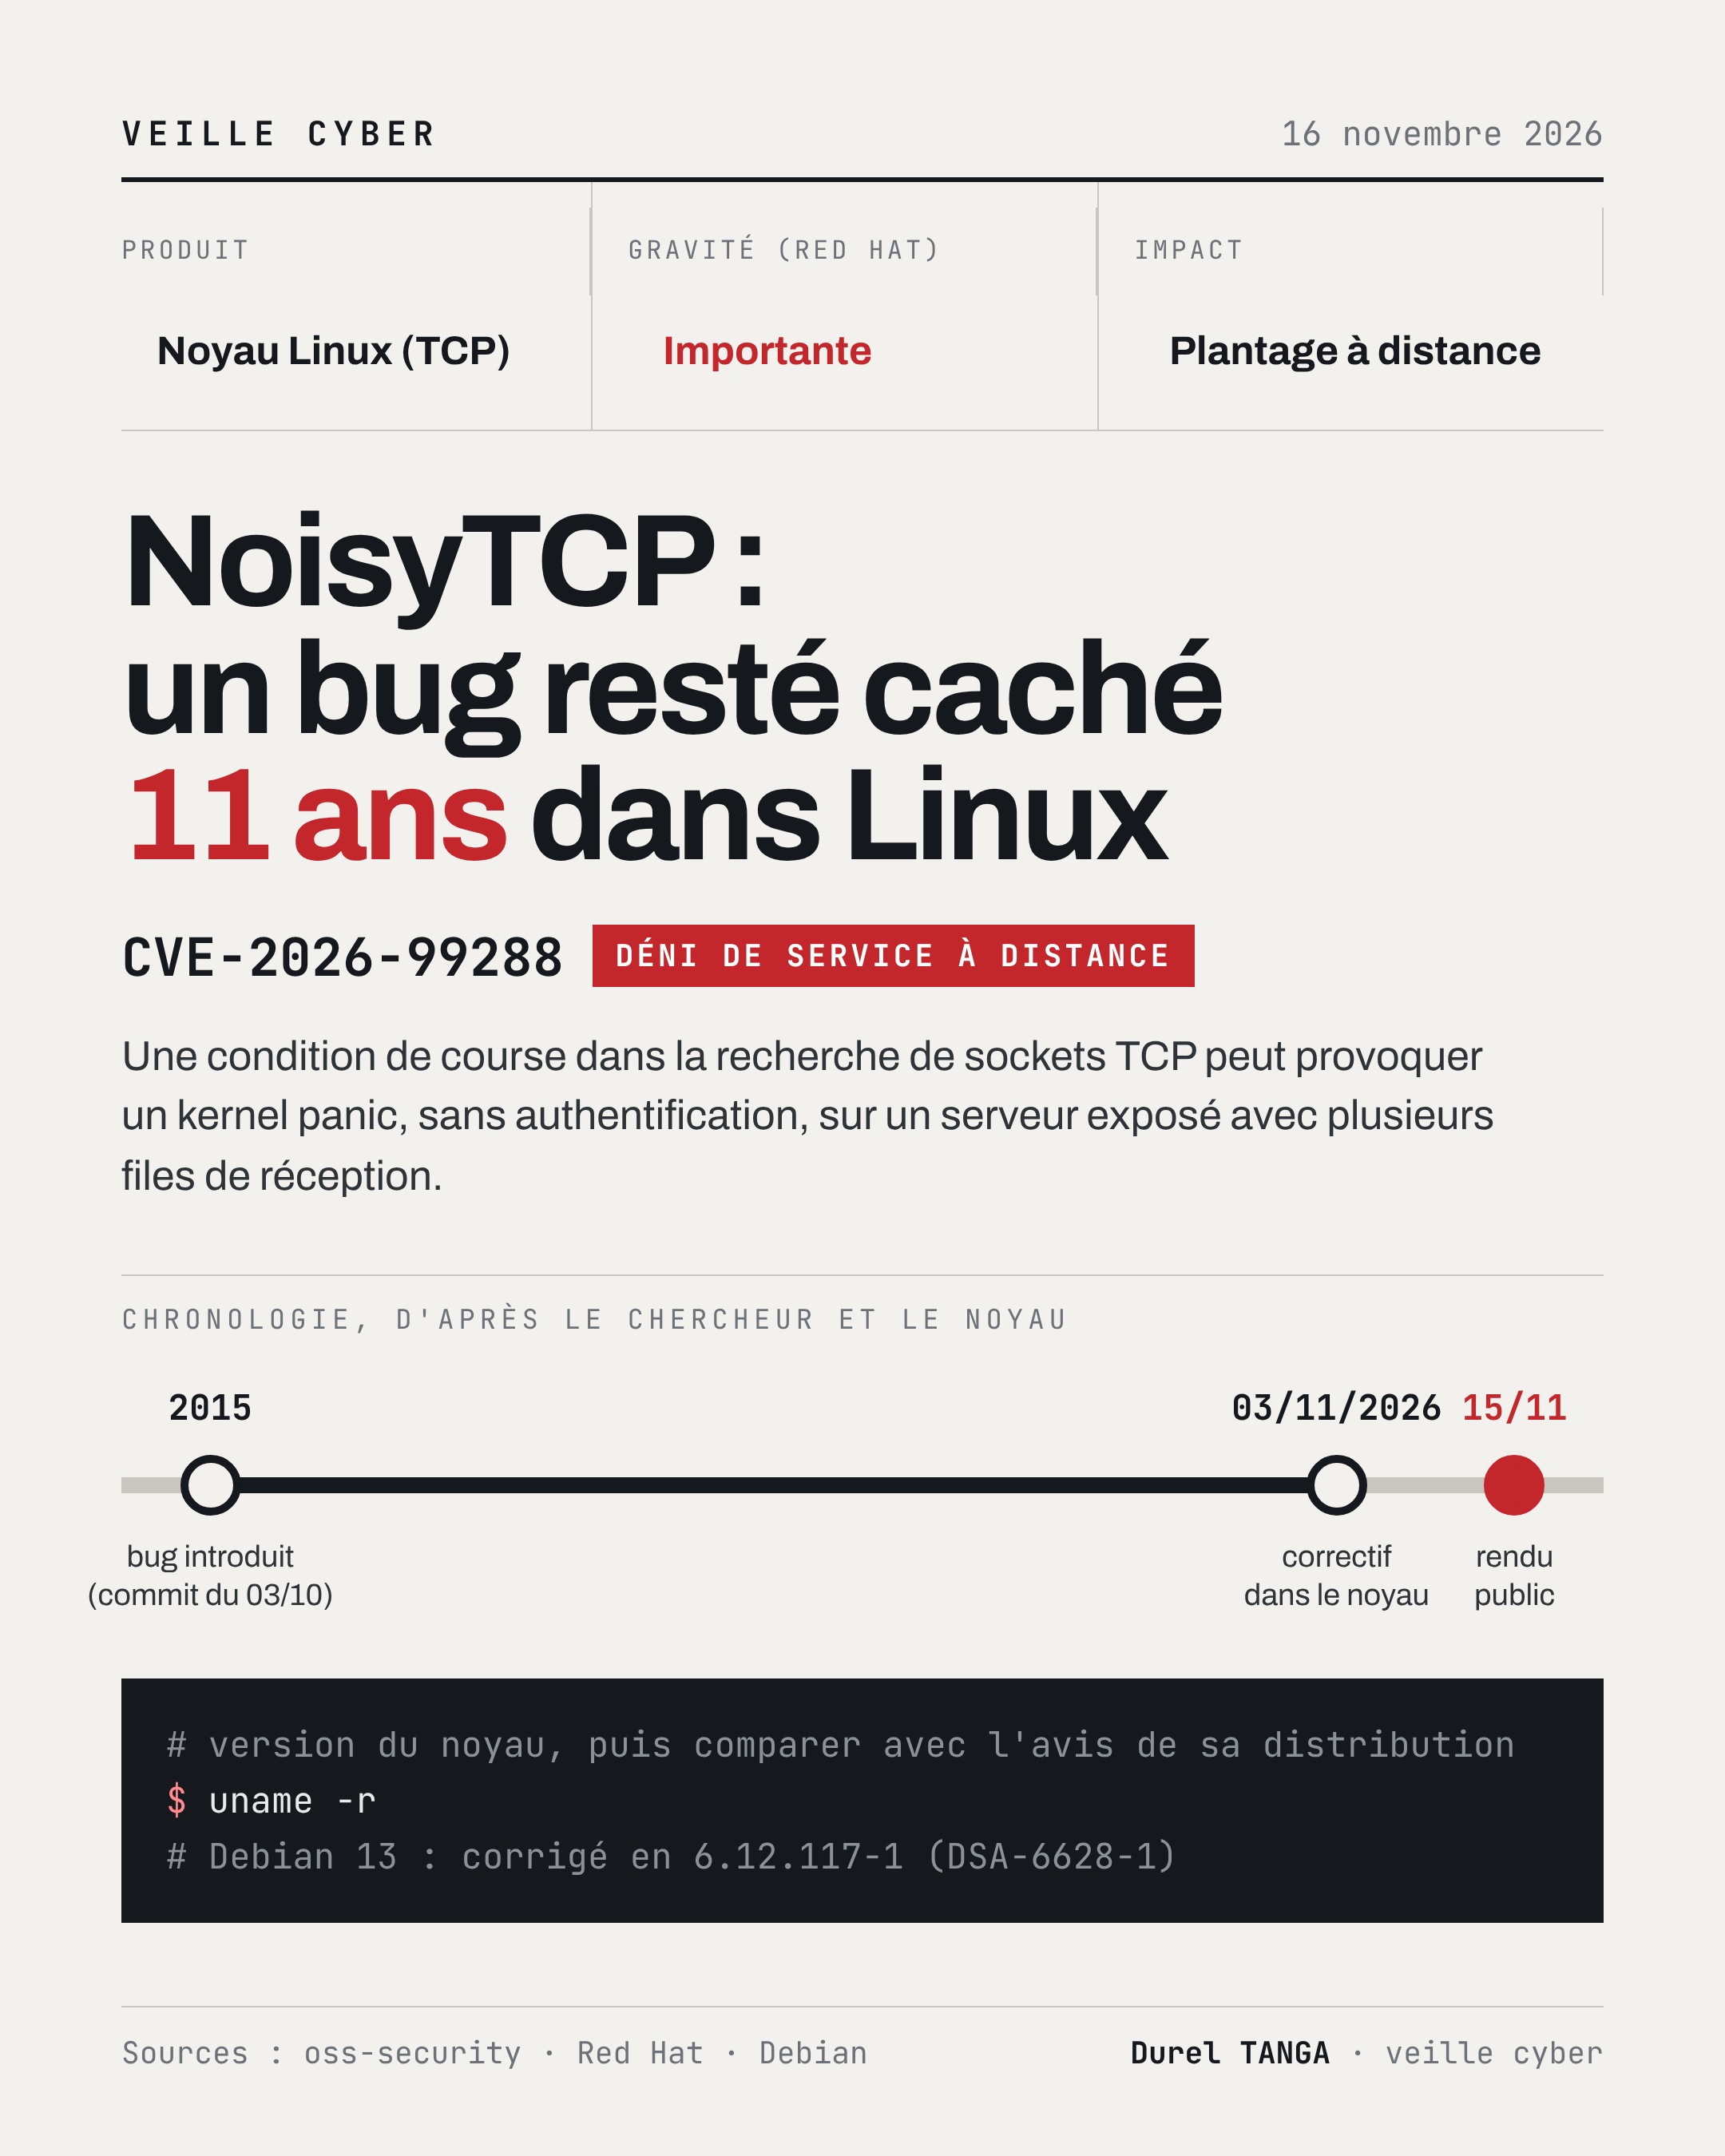 VEILLE CYBER
16 novembre 2026
PRODUIT
Noyau Linux (TCP)
GRAVITÉ (RED HAT)
Importante
IMPACT
Plantage à distance
NoisyTCP :
un bug resté caché
11 ans dans Linux
CVE-2026-99288
DÉNI DE SERVICE À DISTANCE
Une condition de course dans la recherche de sockets TCP peut provoquer
un kernel panic, sans authentification, sur un serveur exposé avec plusieurs
files de réception.
CHRONOLOGIE, D'APRÈS LE CHERCHEUR ET LE NOYAU
2015
bug introduit
(commit du 03/10)
03/11/2026
correctif
dans le noyau
15/11
rendu
public
# version du noyau, puis comparer avec l'avis de sa distribution
$ uname -r
# Debian 13 : corrigé en 6.12.117-1 (DSA-6628-1)
Sources : oss-security · Red Hat · Debian
Durel TANGA · veille cyber